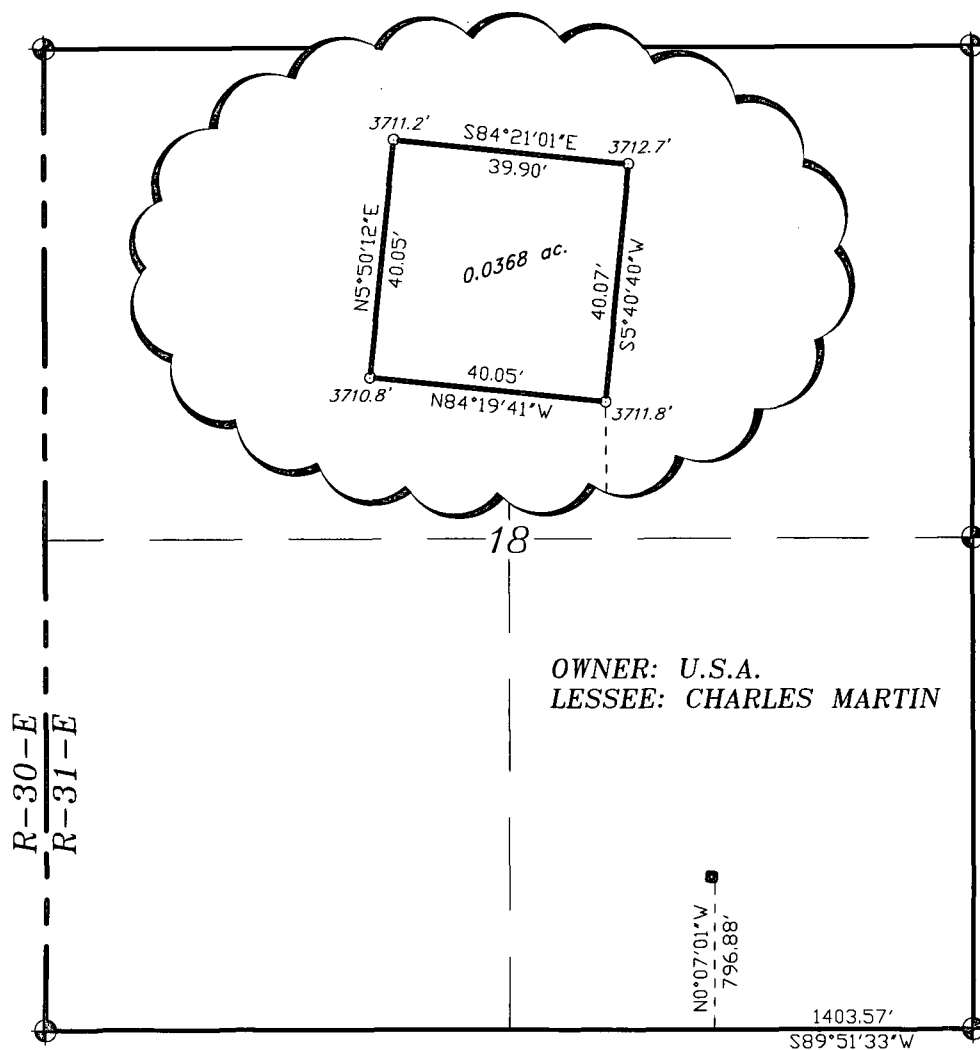 3711.2'
S84°21'01"E
39.90'
3712.7'
N5°50'12"E
40.05'
0.0368 ac.
40.07'
S5°40'40"W
40.05'
N84°19'41"W
3710.8'
3711.8'
18
OWNER: U.S.A.
LESSEE: CHARLES MARTIN
R-30-E
R-31-E
N0°07'01"W
796.88'
1403.57'
S89°51'33"W